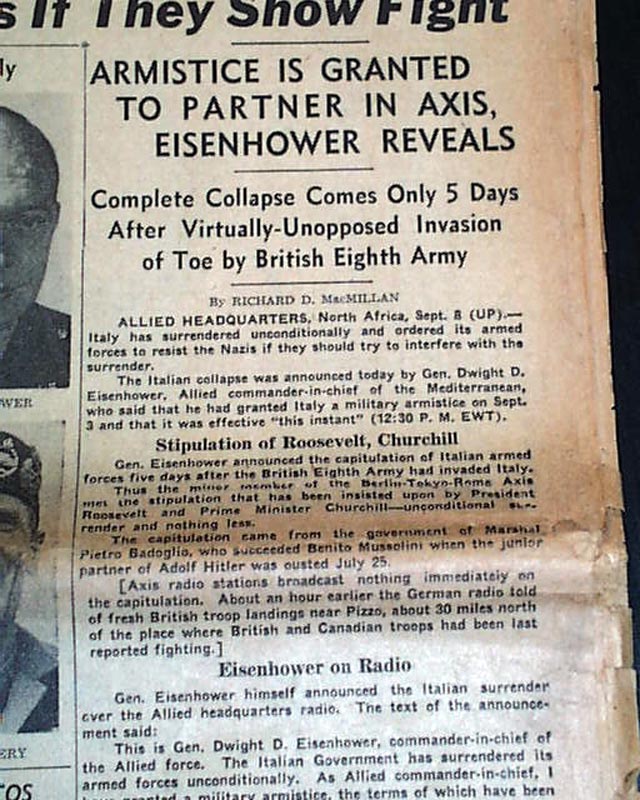 s If They Show Fight
ly
ARMISTICE IS GRANTED
TO PARTNER IN AXIS,
EISENHOWER REVEALS
Complete Collapse Comes Only 5 Days
After Virtually-Unopposed Invasion
of Toe by British Eighth Army
By RICHARD D. MacMILLAN
ALLIED HEADQUARTERS, North Africa, Sept. 8 (UP).—
Italy has surrendered unconditionally and ordered its armed
forces to resist the Nazis if they should try to interfere with the
surrender.
The Italian collapse was announced today by Gen. Dwight D.
Eisenhower, Allied commander-in-chief of the Mediterranean,
who said that he had granted Italy a military armistice on Sept.
3 and that it was effective "this instant" (12:30 P. M. EWT).
WER
Stipulation of Roosevelt, Churchill
Gen. Eisenhower announced the capitulation of Italian armed
forces five days after the British Eighth Army had invaded Italy.
Thus the minor member of the Berlin-Tokyo-Rome Axis
met the stipulation that has been insisted upon by President
Roosevelt and Prime Minister Churchill—unconditional sur-
render and nothing less.
The capitulation came from the government of Marshal
Pietro Badoglio, who succeeded Benito Mussolini when the junior
partner of Adolf Hitler was ousted July 25.
[Axis radio stations broadcast nothing immediately on
the capitulation. About an hour earlier the German radio told
of fresh British troop landings near Pizzo, about 30 miles north
of the place where British and Canadian troops had been last
reported fighting.]
Eisenhower on Radio
Gen. Eisenhower himself announced the Italian surrender
over the Allied headquarters radio. The text of the announce-
ment said:
This is Gen. Dwight D. Eisenhower, commander-in-chief of
the Allied force. The Italian Government has surrendered its
armed forces unconditionally. As Allied commander-in-chief, I
have granted a military armistice, the terms of which have been
ERY
TOS